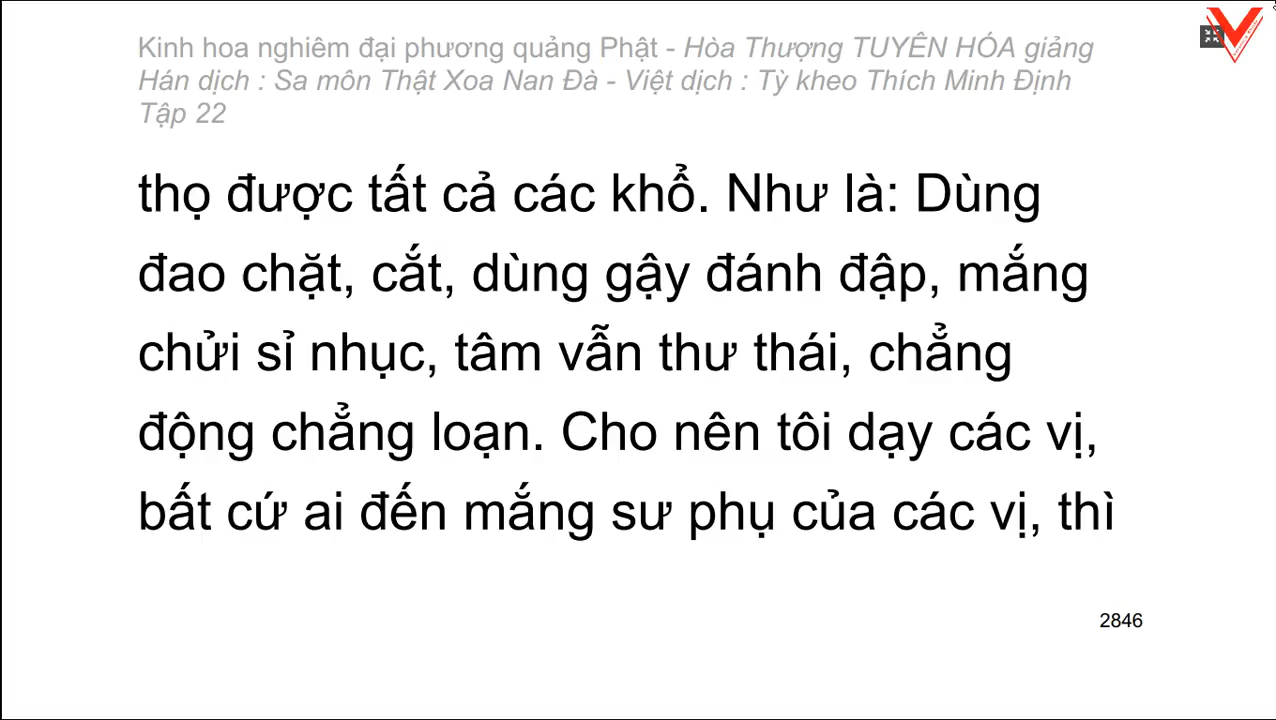 Kinh hoa nghiêm đại phương quảng Phật - Hòa Thượng TUYÊN HÓA giảng
Hán dịch : Sa môn Thật Xoa Nan Đà - Việt dịch : Tỳ kheo Thích Minh Định
Tập 22
thọ được tất cả các khổ. Như là: Dùng
đao chặt, cắt, dùng gậy đánh đập, mắng
chửi sỉ nhục, tâm vẫn thư thái, chẳng
động chẳng loạn. Cho nên tôi dạy các vị,
bất cứ ai đến mắng sư phụ của các vị, thì
2846